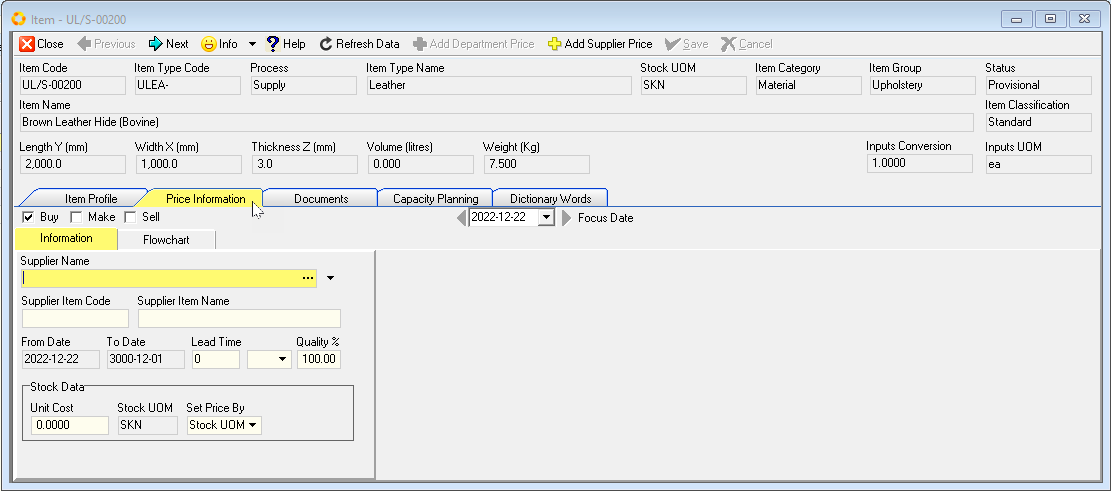 Item - UL/S-00200
Close Previous Next Info ? Help Refresh Data Add Department Price Add Supplier Price Save Cancel
Item Code Item Type Code Process Item Type Name Stock UOM Item Category Item Group Status
UL/S-00200 ULEA- Supply Leather SKN Material Upholstery Provisional
Item Name Item Classification
Brown Leather Hide (Bovine) Standard
Length Y (mm) Width X (mm) Thickness Z (mm) Volume (litres) Weight (Kg) Inputs Conversion Inputs UOM
2,000.0 1,000.0 3.0 0.000 7.500 1.0000 ea
Item Profile Price Information Documents Capacity Planning Dictionary Words
Buy Make Sell 2022-12-22 Focus Date
Information Flowchart
Supplier Name
...
Supplier Item Code Supplier Item Name
From Date To Date Lead Time Quality %
2022-12-22 3000-12-01 0 100.00
Stock Data
Unit Cost Stock UOM Set Price By
0.0000 SKN Stock UOM